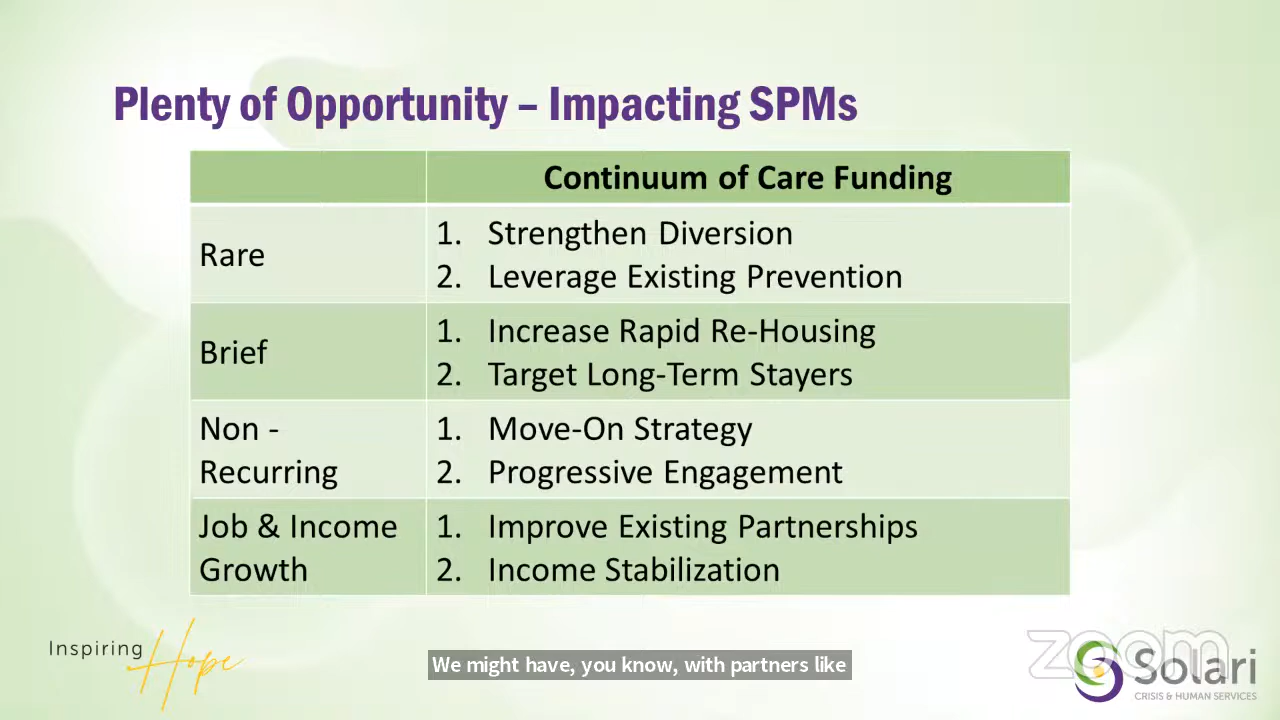 Plenty of Opportunity – Impacting SPMs
Continuum of Care Funding
Rare
1. Strengthen Diversion
2. Leverage Existing Prevention
Brief
1. Increase Rapid Re-Housing
2. Target Long-Term Stayers
Non -
Recurring
1. Move-On Strategy
2. Progressive Engagement
Job & Income
Growth
1. Improve Existing Partnerships
2. Income Stabilization
Inspiring Hope
We might have, you know, with partners like
zoom
Solari
CRISIS & HUMAN SERVICES